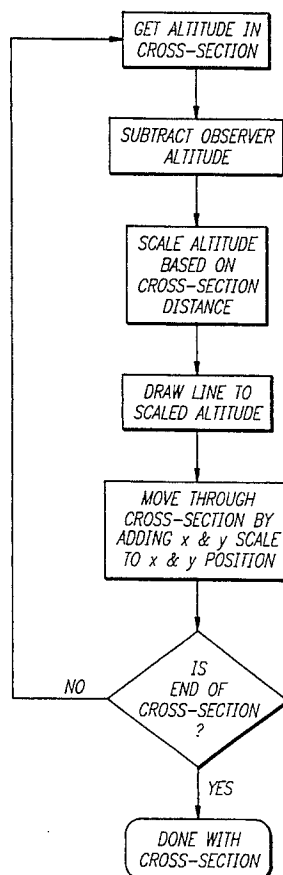 GET ALTITUDE IN
CROSS-SECTION
SUBTRACT OBSERVER
ALTITUDE
SCALE ALTITUDE
BASED ON
CROSS-SECTION
DISTANCE
DRAW LINE TO
SCALED ALTITUDE
MOVE THROUGH
CROSS-SECTION BY
ADDING x & y SCALE
TO x & y POSITION
IS
END OF
CROSS-SECTION
?
NO
YES
DONE WITH
CROSS-SECTION